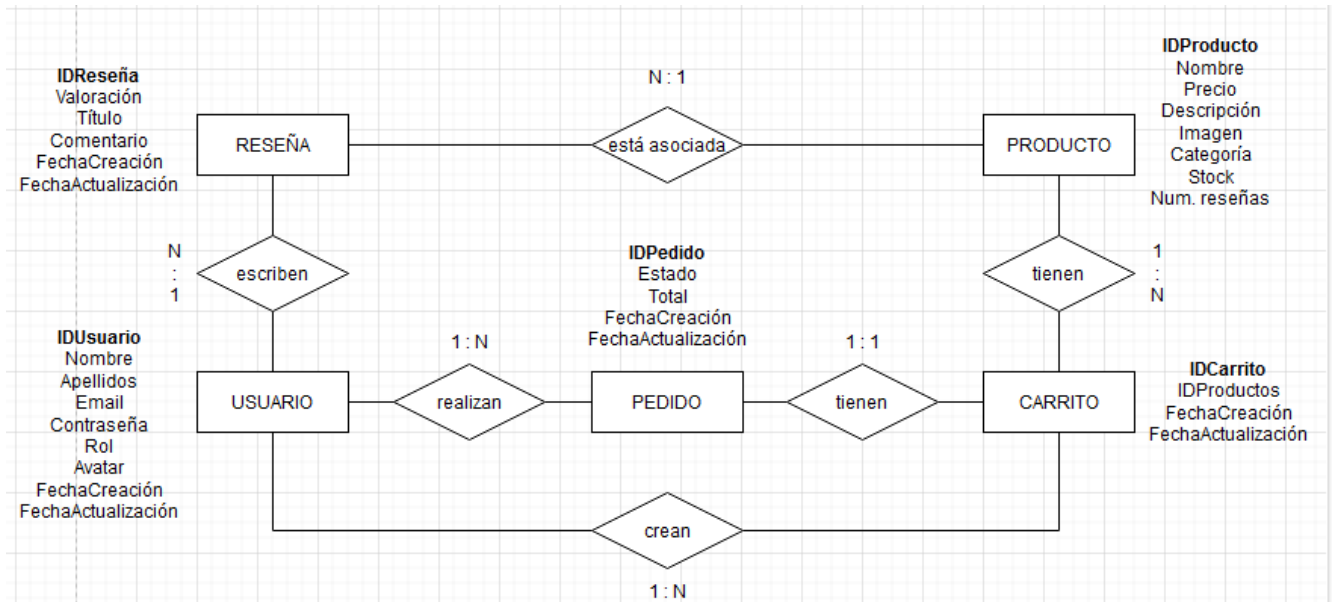 IDReseña
Valoración
Título
Comentario
FechaCreación
FechaActualización
RESEÑA
N : 1
está asociada
PRODUCTO
IDProducto
Nombre
Precio
Descripción
Imagen
Categoría
Stock
Num. reseñas
N
:
1
escriben
IDPedido
Estado
Total
FechaCreación
FechaActualización
tienen
1
:
N
IDUsuario
Nombre
Apellidos
Email
Contraseña
Rol
Avatar
FechaCreación
FechaActualización
USUARIO
1 : N
realizan
PEDIDO
1 : 1
tienen
CARRITO
IDCarrito
IDProductos
FechaCreación
FechaActualización
crean
1 : N